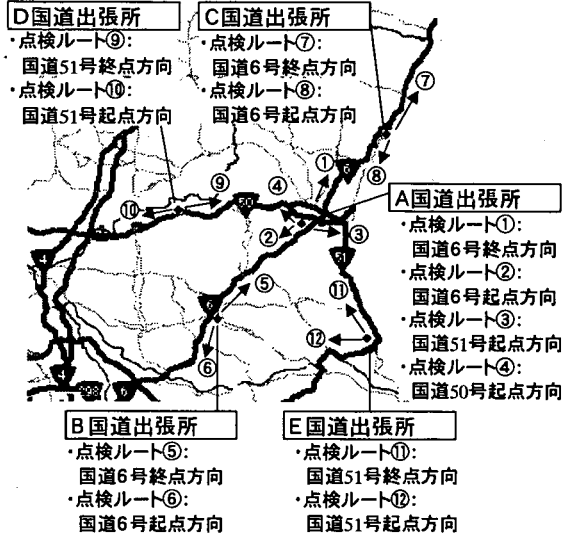 D国道出張所
・点検ルート⑨:
国道51号終点方向
・点検ルート⑩:
国道51号起点方向
C国道出張所
・点検ルート⑦:
国道6号終点方向
・点検ルート⑧:
国道6号起点方向
⑦
①
6
⑧
⑨
④
⑩
50
A国道出張所
・点検ルート①:
国道6号終点方向
・点検ルート②:
国道6号起点方向
・点検ルート③:
国道51号起点方向
・点検ルート④:
国道50号起点方向
②
③
4
51
⑤
⑪
6
⑫
⑥
4
6
B国道出張所
・点検ルート⑤:
国道6号終点方向
・点検ルート⑥:
国道6号起点方向
E国道出張所
・点検ルート⑪:
国道51号終点方向
・点検ルート⑫:
国道51号起点方向